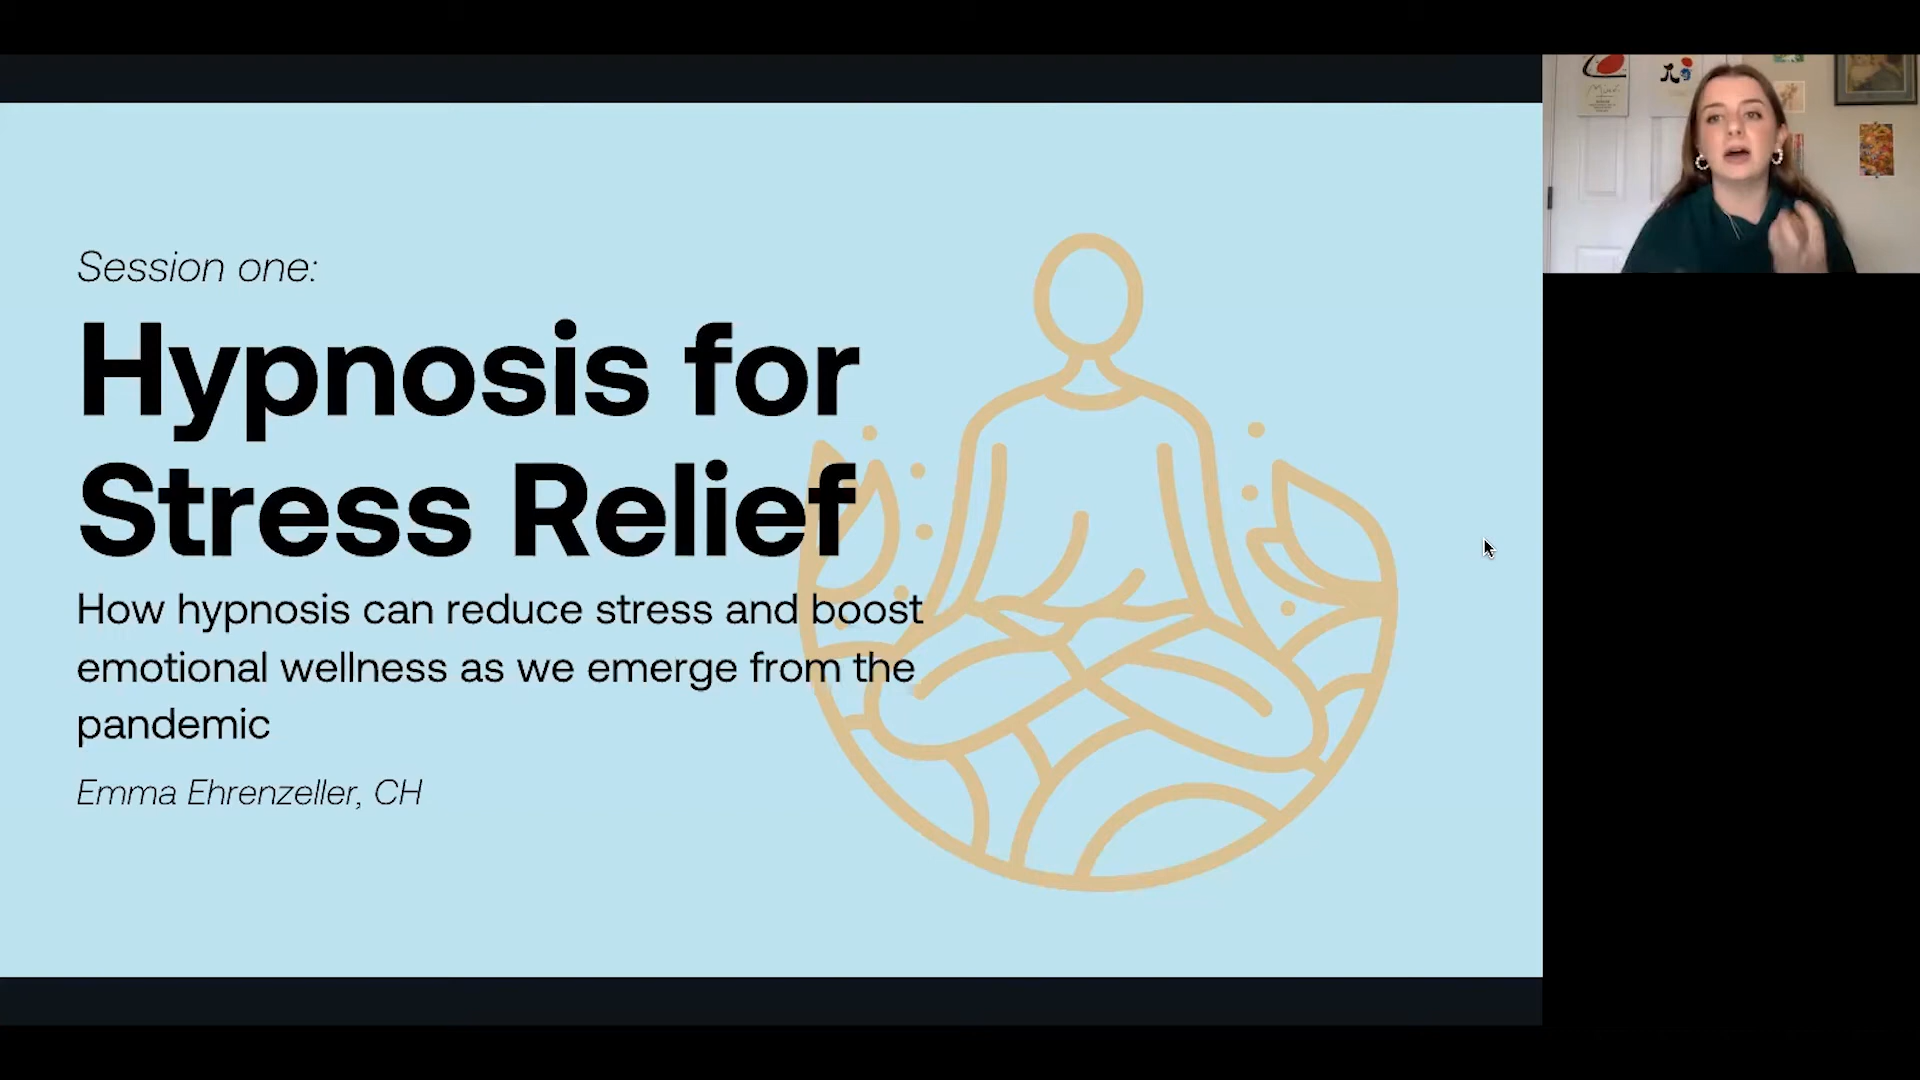 Session one:
Hypnosis for
Stress Relief
How hypnosis can reduce stress and boost
emotional wellness as we emerge from the
pandemic
Emma Ehrenzeller, CH
Miró